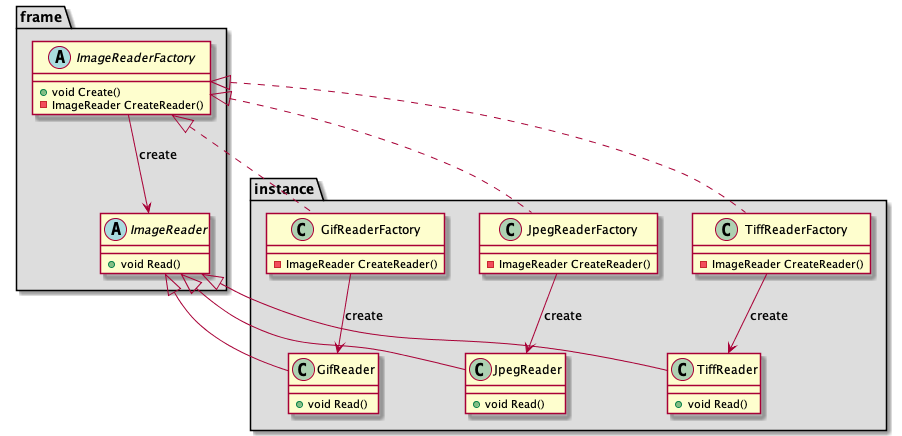 frame
A ImageReaderFactory
void Create()
ImageReader CreateReader()
create
A ImageReader
void Read()
instance
C GifReaderFactory
ImageReader CreateReader()
C JpegReaderFactory
ImageReader CreateReader()
C TiffReaderFactory
ImageReader CreateReader()
create
create
create
C GifReader
void Read()
C JpegReader
void Read()
C TiffReader
void Read()